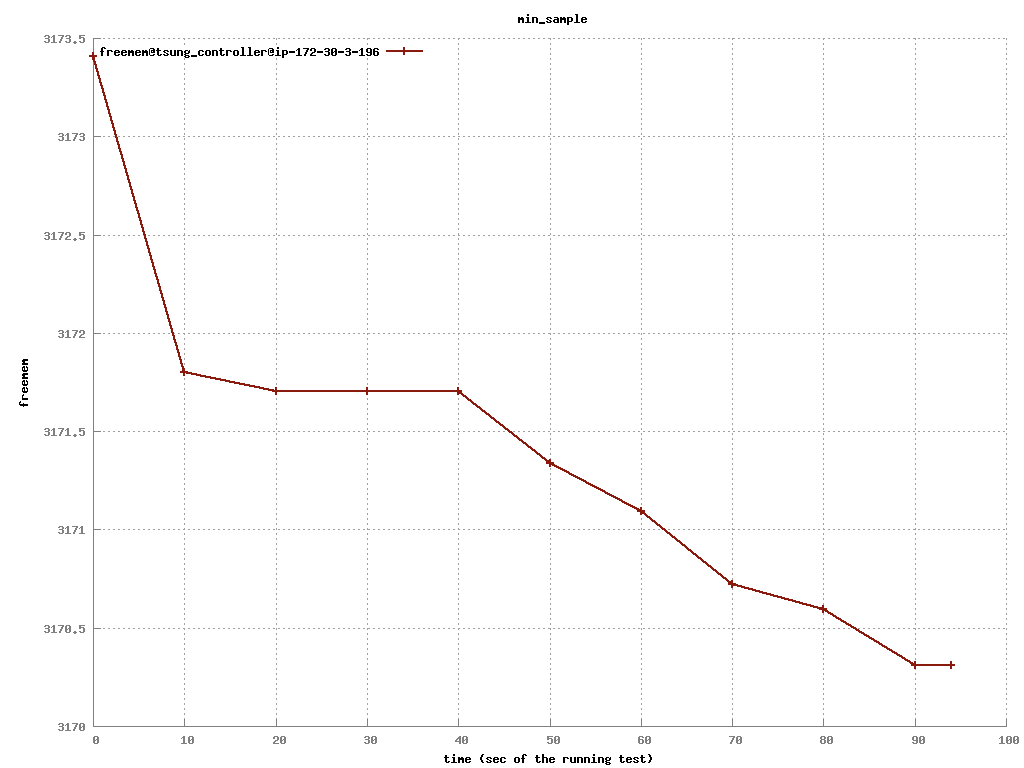 min_sample
freemem@tsung_controller@ip-172-30-3-196
3173.5
3173
3172.5
3172
3171.5
3171
3170.5
3170
freemem
0 10 20 30 40 50 60 70 80 90 100
time (sec of the running test)